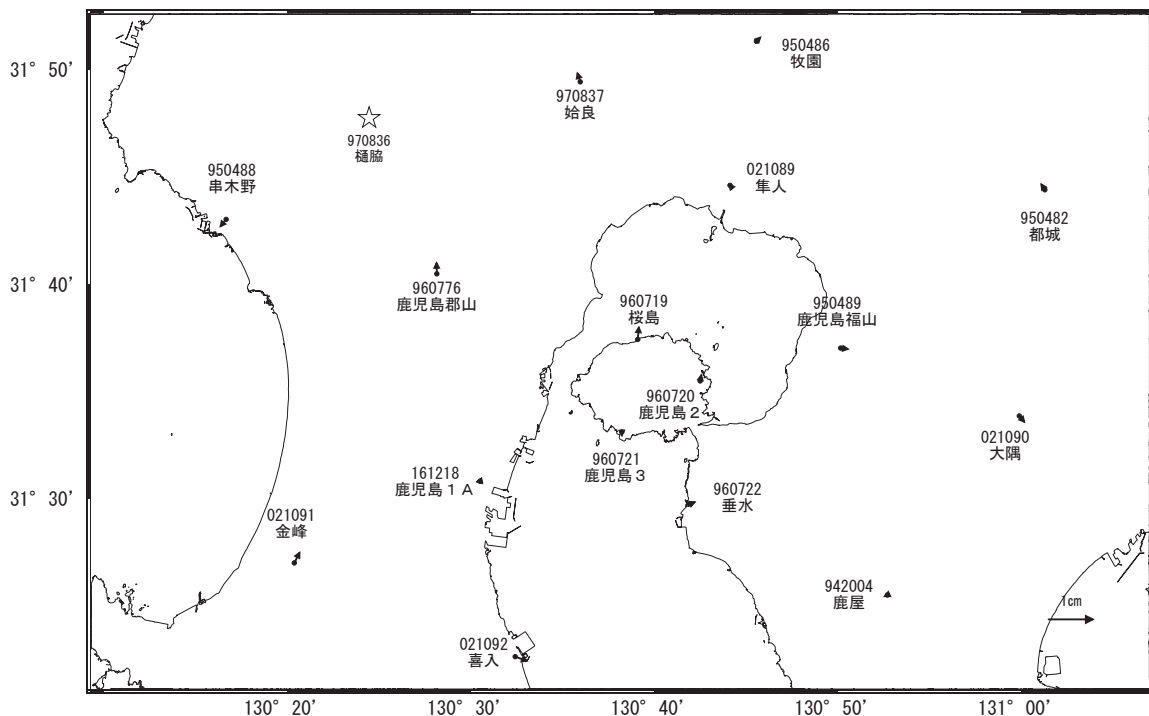 950486
牧園
31° 50′
970837
姶良
970836
樋脇
950488
串木野
021089
隼人
950482
都城
31° 40′
960776
鹿児島郡山
960719
桜島
950489
鹿児島福山
960720
鹿児島２
021090
大隅
960721
鹿児島３
161218
鹿児島１Ａ
31° 30′
960722
垂水
021091
金峰
942004
鹿屋
1cm
021092
喜入
130° 20′
130° 30′
130° 40′
130° 50′
131° 00′